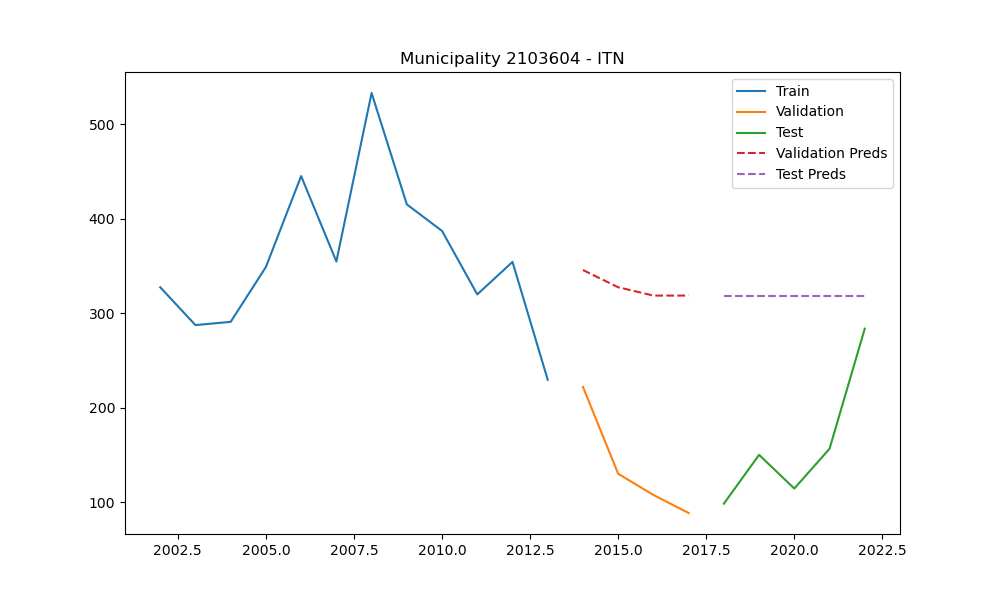 Municipality 2103604 - ITN
Train
Validation
Test
Validation Preds
Test Preds
500
400
300
200
100
2002.5 2005.0 2007.5 2010.0 2012.5 2015.0 2017.5 2020.0 2022.5